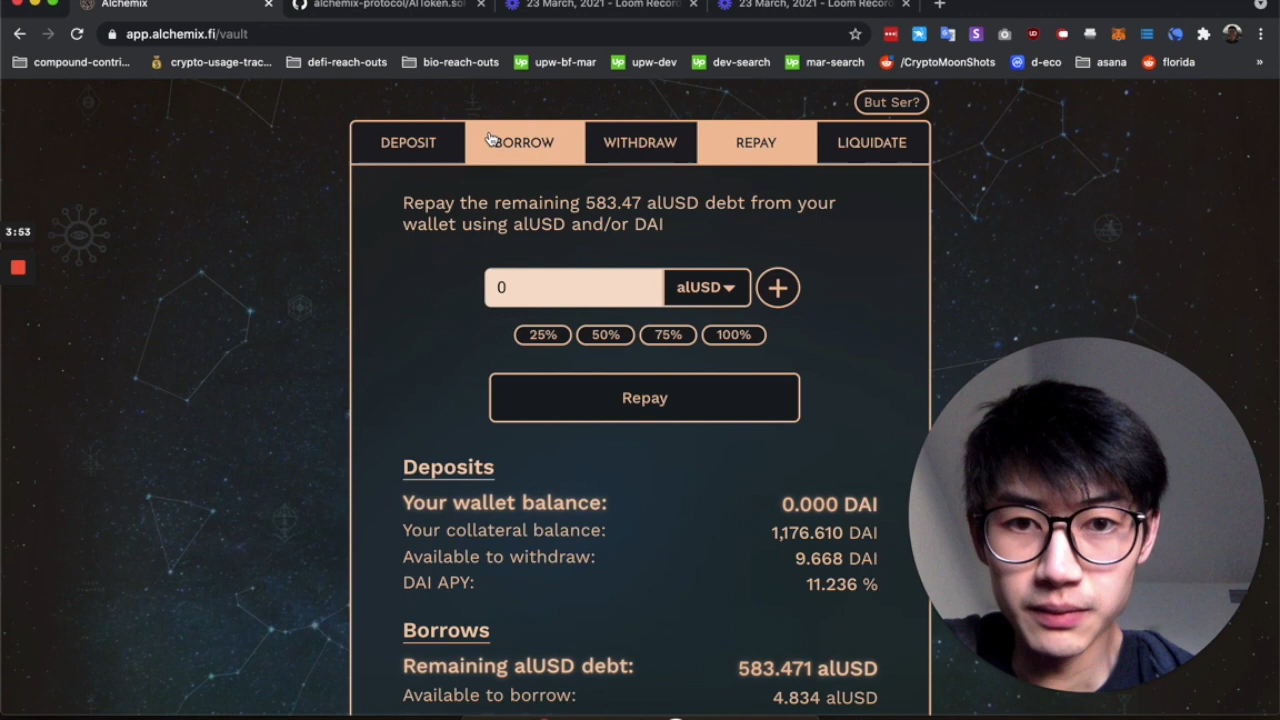 Alchemix
alchemix-protocol/AlToken.sol
23 March, 2021 - Loom Record
23 March, 2021 - Loom Record
app.alchemix.fi/vault
compound-contri...
crypto-usage-trac...
defi-reach-outs
bio-reach-outs
Up upw-bf-mar
Up upw-dev
Up dev-search
Up mar-search
/CryptoMoonShots
d-eco
asana
florida
»
But Ser?
DEPOSIT
BORROW
WITHDRAW
REPAY
LIQUIDATE
Repay the remaining 583.47 alUSD debt from your
wallet using alUSD and/or DAI
3:53
0
alUSD
25%
50%
75%
100%
Repay
Deposits
Your wallet balance: 0.000 DAI
Your collateral balance: 1,176.610 DAI
Available to withdraw: 9.668 DAI
DAI APY: 11.236 %
Borrows
Remaining alUSD debt: 583.471 alUSD
Available to borrow: 4.834 alUSD